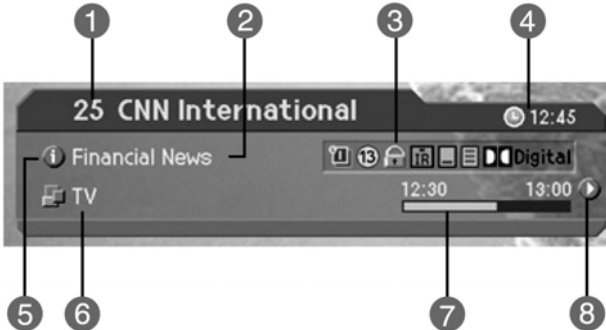 1 2 3 4
25 CNN International 12:45
Financial News 13 IR Digital
TV 12:30 13:00
5 6 7 8